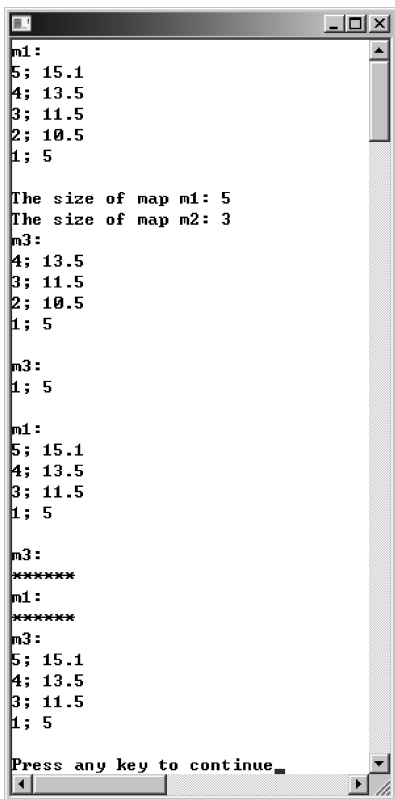 m1:
5; 15.1
4; 13.5
3; 11.5
2; 10.5
1; 5

The size of map m1: 5
The size of map m2: 3
m3:
4; 13.5
3; 11.5
2; 10.5
1; 5

m3:
1; 5

m1:
5; 15.1
4; 13.5
3; 11.5
1; 5

m3:
******
m1:
******
m3:
5; 15.1
4; 13.5
3; 11.5
1; 5

Press any key to continue_